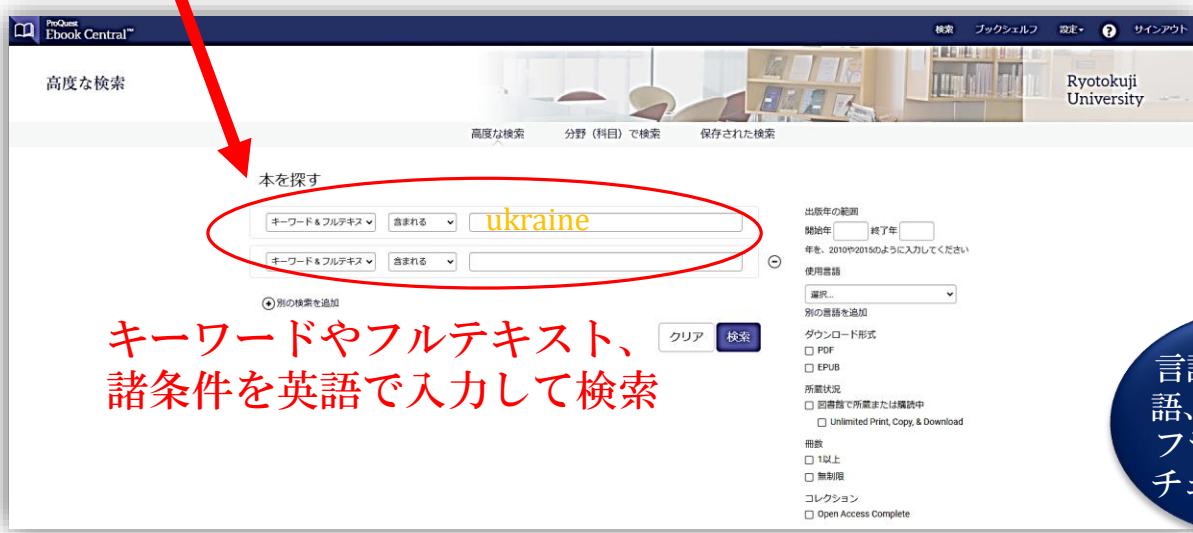 ProQuest
Ebook Central™
検索 ブックシェルフ 設定 ? サインアウト
高度な検索
Ryotokuji
University
高度な検索 分野（科目）で検索 保存された検索
本を探す
キーワード＆フルテキス 含まれる ukraine
キーワード＆フルテキス 含まれる
別の検索を追加
クリア 検索
キーワードやフルテキスト、
諸条件を英語で入力して検索
出版年の範囲
開始年 終了年
年を、2010や2015のように入力してください
使用言語
選択...
別の言語を追加
ダウンロード形式
PDF
EPUB
所蔵状況
図書館で所蔵または購読中
Unlimited Print, Copy, & Download
冊数
1以上
無制限
コレクション
Open Access Complete
語、
フ
チ